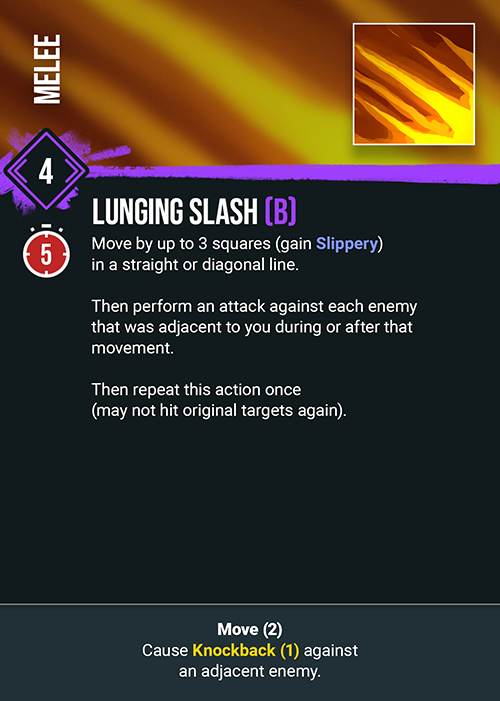 MELEE
4
LUNGING SLASH (B)
5
Move by up to 3 squares (gain Slippery)
in a straight or diagonal line.
Then perform an attack against each enemy
that was adjacent to you during or after that
movement.
Then repeat this action once
(may not hit original targets again).
Move (2)
Cause Knockback (1) against
an adjacent enemy.